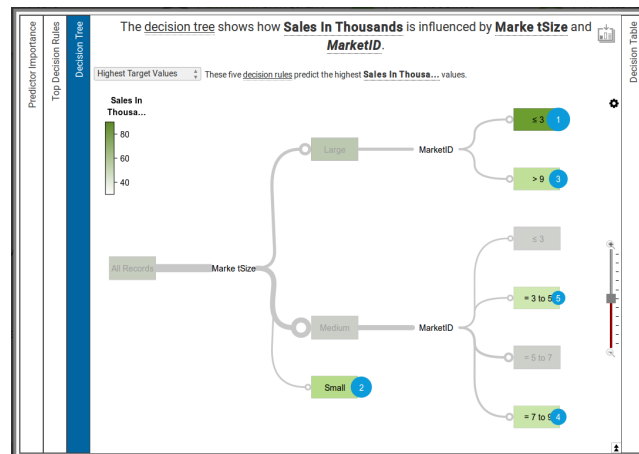 Predictor Importance
Top Decision Rules
Decision Tree
Decision Table
The decision tree shows how Sales In Thousands is influenced by Marke tSize and
MarketID.
Highest Target Values
These five decision rules predict the highest Sales In Thousa... values.
Sales In
Thousa...
80
60
40
All Records
Marke tSize
Large
MarketID
≤ 3 1
> 9 3
Medium
MarketID
≤ 3
= 3 to 5 5
= 5 to 7
= 7 to 9 4
Small 2